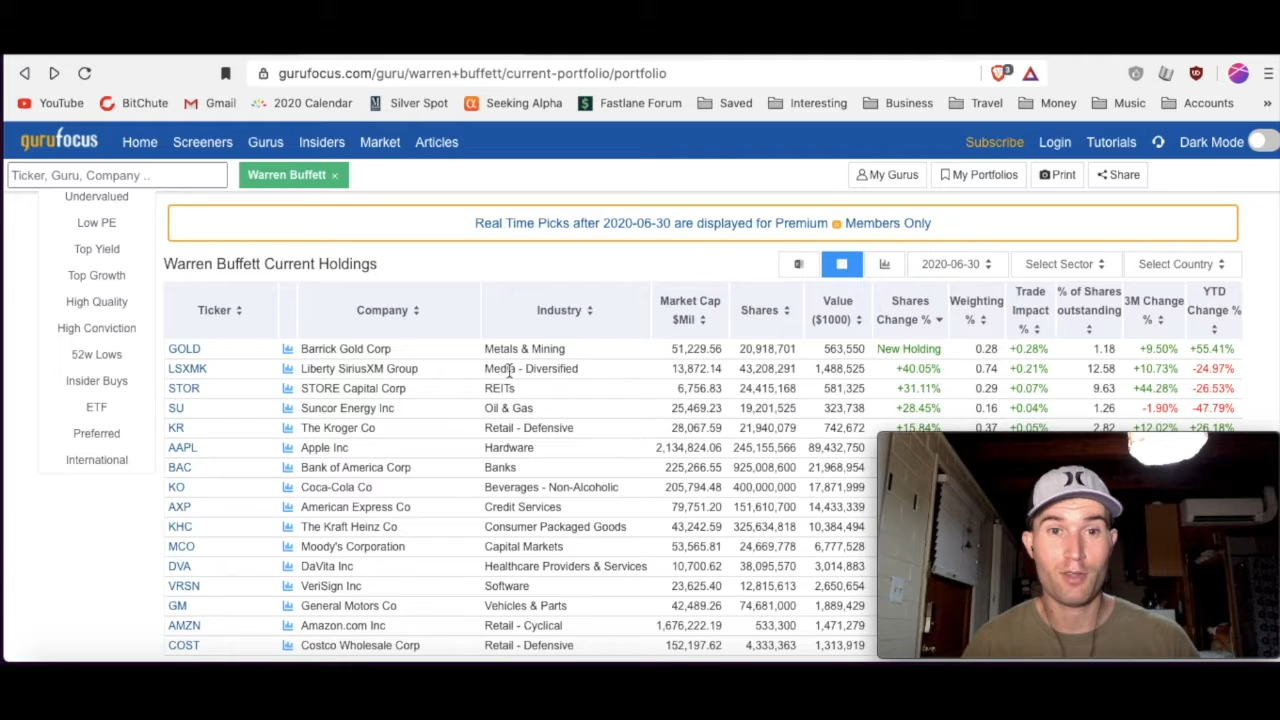 gurufocus.com/guru/warren+buffett/current-portfolio/portfolio 3
YouTube BitChute Gmail 2020 Calendar Silver Spot Seeking Alpha Fastlane Forum Saved Interesting Business Travel Money Music Accounts »
gurufocus Home Screeners Gurus Insiders Market Articles Subscribe Login Tutorials Dark Mode
Ticker, Guru, Company .. Warren Buffett × My Gurus My Portfolios Print Share
Undervalued
Low PE
Top Yield
Top Growth
High Quality
High Conviction
52w Lows
Insider Buys
ETF
Preferred
International
Real Time Picks after 2020-06-30 are displayed for Premium Members Only
Warren Buffett Current Holdings 2020-06-30 Select Sector Select Country
Ticker Company Industry Market Cap $Mil Shares Value ($1000) Shares Change % Weighting % Trade Impact % % of Shares outstanding 3M Change % YTD Change %
GOLD Barrick Gold Corp Metals & Mining 51,229.56 20,918,701 563,550 New Holding 0.28 +0.28% 1.18 +9.50% +55.41%
LSXMK Liberty SiriusXM Group Media - Diversified 13,872.14 43,208,291 1,488,525 +40.05% 0.74 +0.21% 12.58 +10.73% -24.97%
STOR STORE Capital Corp REITs 6,756.83 24,415,168 581,325 +31.11% 0.29 +0.07% 9.63 +44.28% -26.53%
SU Suncor Energy Inc Oil & Gas 25,469.23 19,201,525 323,738 +28.45% 0.16 +0.04% 1.26 -1.90% -47.79%
KR The Kroger Co Retail - Defensive 28,067.59 21,940,079 742,672 +15.84% 0.37 +0.05% 2.82 +12.02% +26.18%
AAPL Apple Inc Hardware 2,134,824.06 245,155,566 89,432,750
BAC Bank of America Corp Banks 225,266.55 925,008,600 21,968,954
KO Coca-Cola Co Beverages - Non-Alcoholic 205,794.48 400,000,000 17,871,999
AXP American Express Co Credit Services 79,751.20 151,610,700 14,433,339
KHC The Kraft Heinz Co Consumer Packaged Goods 43,242.59 325,634,818 10,384,494
MCO Moody's Corporation Capital Markets 53,565.81 24,669,778 6,777,528
DVA DaVita Inc Healthcare Providers & Services 10,700.62 38,095,570 3,014,883
VRSN VeriSign Inc Software 23,625.40 12,815,613 2,650,654
GM General Motors Co Vehicles & Parts 42,489.26 74,681,000 1,889,429
AMZN Amazon.com Inc Retail - Cyclical 1,676,222.19 533,300 1,471,279
COST Costco Wholesale Corp Retail - Defensive 152,197.62 4,333,363 1,313,919